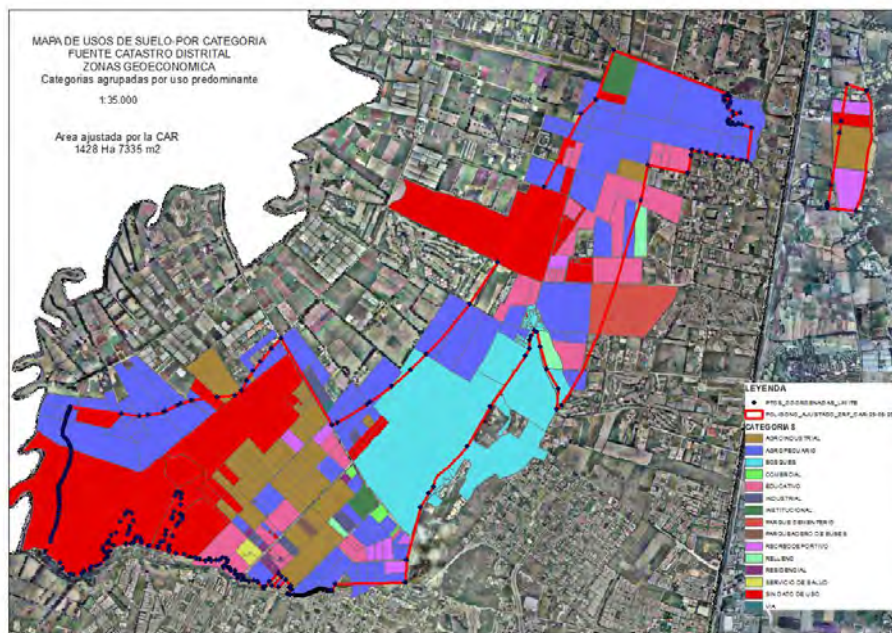 MAPA DE USOS DE SUELO POR CATEGORIA
FUENTE CATASTRO DISTRITAL
ZONAS GEOECONOMICA
Categorias agrupadas por uso predominante
1:35.000
Area ajustada por la CAR
1428 Ha 7335 m2
LEYENDA
PTOS_COORDENADAS_LIMITE
CATEGORIAS
AGROINDUSTRIAL
AGROPECUARIO
BOSQUES
COMERCIAL
EDUCATIVO
INDUSTRIAL
INSTITUCIONAL
PARQUE CEMENTERIO
PARQUEADERO DE BUSES
RECREODEPORTIVO
RELLENO
RESIDENCIAL
SERVICIO DE SALUD
SIN DATO DE USO
VIA